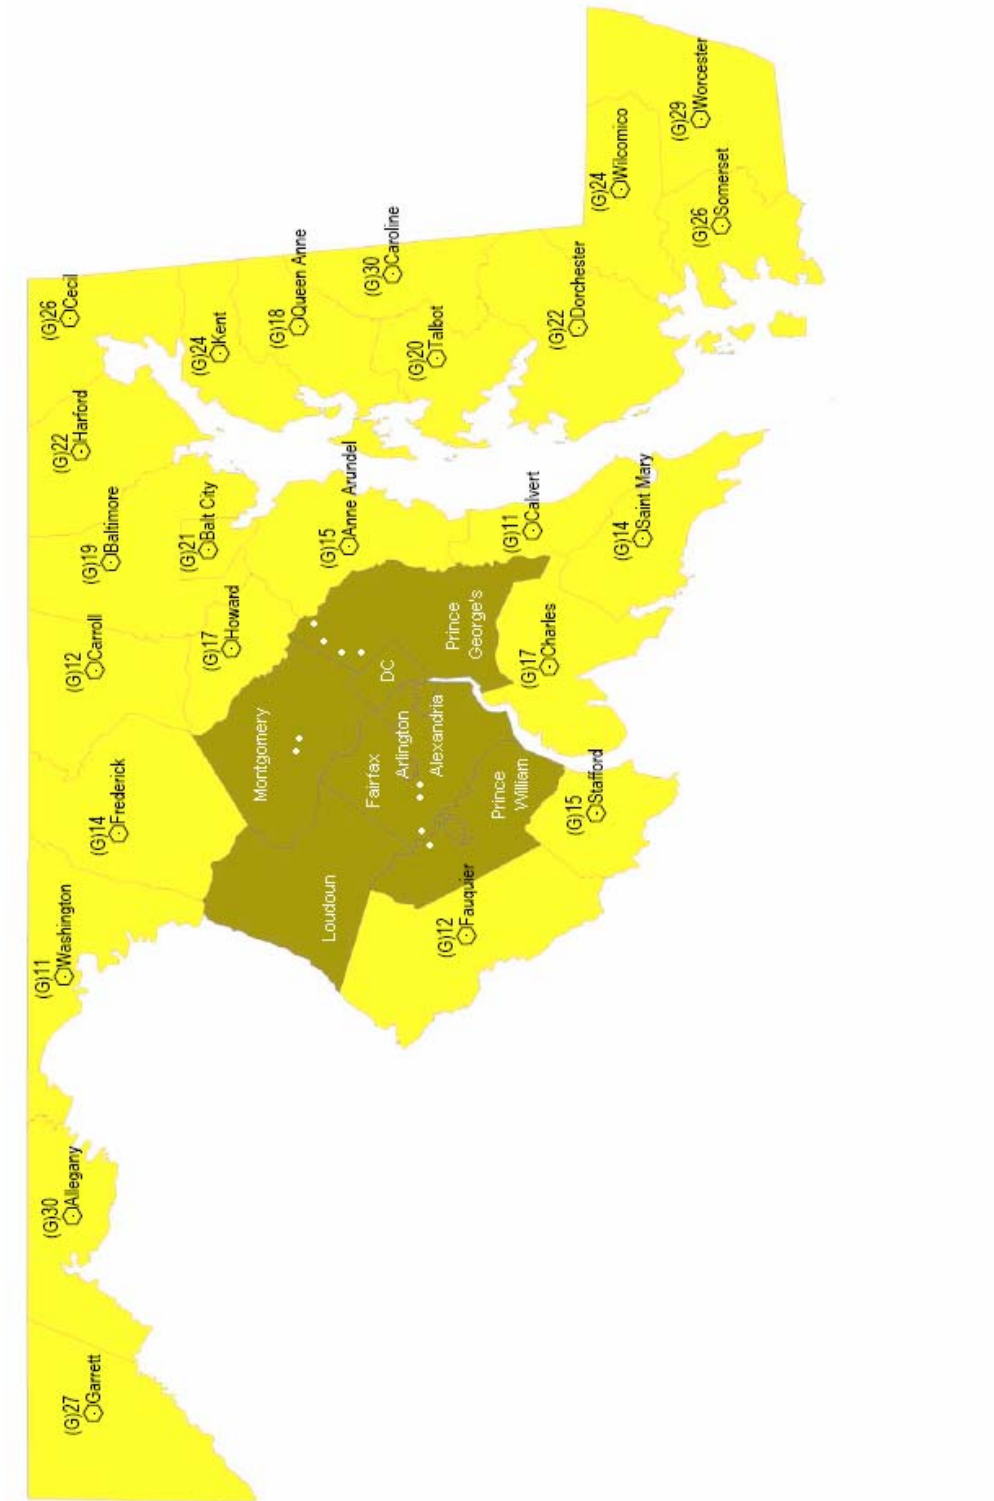 (G)27
Garrett
(G)30
Allegany
(G)11
Washington
(G)14
Frederick
(G)12
Carroll
(G)19
Baltimore
(G)22
Harford
(G)26
Cecil
(G)21
Balt City
(G)17
Howard
(G)24
Kent
(G)18
Queen Anne
(G)15
Anne Arundel
(G)30
Caroline
(G)20
Talbot
Montgomery
Loudoun
Fairfax
Arlington
Alexandria
DC
Prince
George's
Prince
William
(G)12
Fauquier
(G)15
Stafford
(G)17
Charles
(G)11
Calvert
(G)14
Saint Mary
(G)22
Dorchester
(G)24
Wilcomico
(G)26
Somerset
(G)29
Worcester